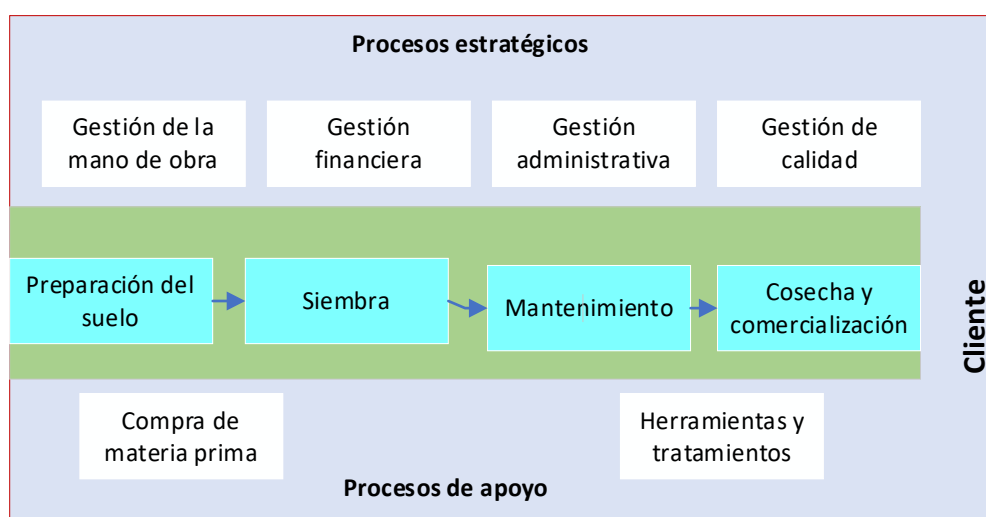 Procesos estratégicos
Gestión de la
mano de obra
Gestión
financiera
Gestión
administrativa
Gestión de
calidad
Preparación del
suelo
Siembra
Mantenimiento
Cosecha y
comercialización
Cliente
Compra de
materia prima
Herramientas y
tratamientos
Procesos de apoyo